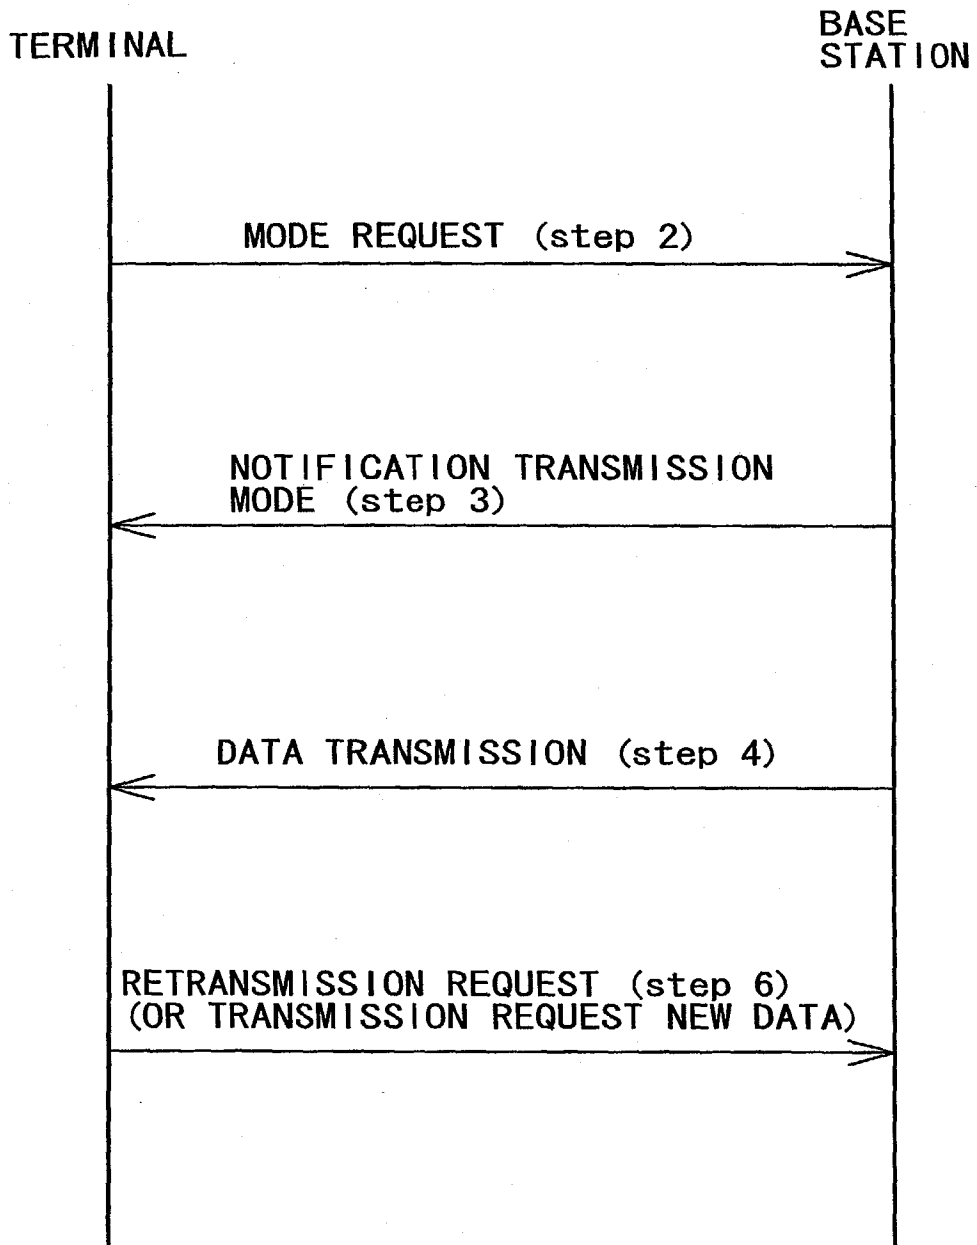 TERMINAL
BASE
STATION
MODE REQUEST (step 2)
NOTIFICATION TRANSMISSION
MODE (step 3)
DATA TRANSMISSION (step 4)
RETRANSMISSION REQUEST (step 6)
(OR TRANSMISSION REQUEST NEW DATA)